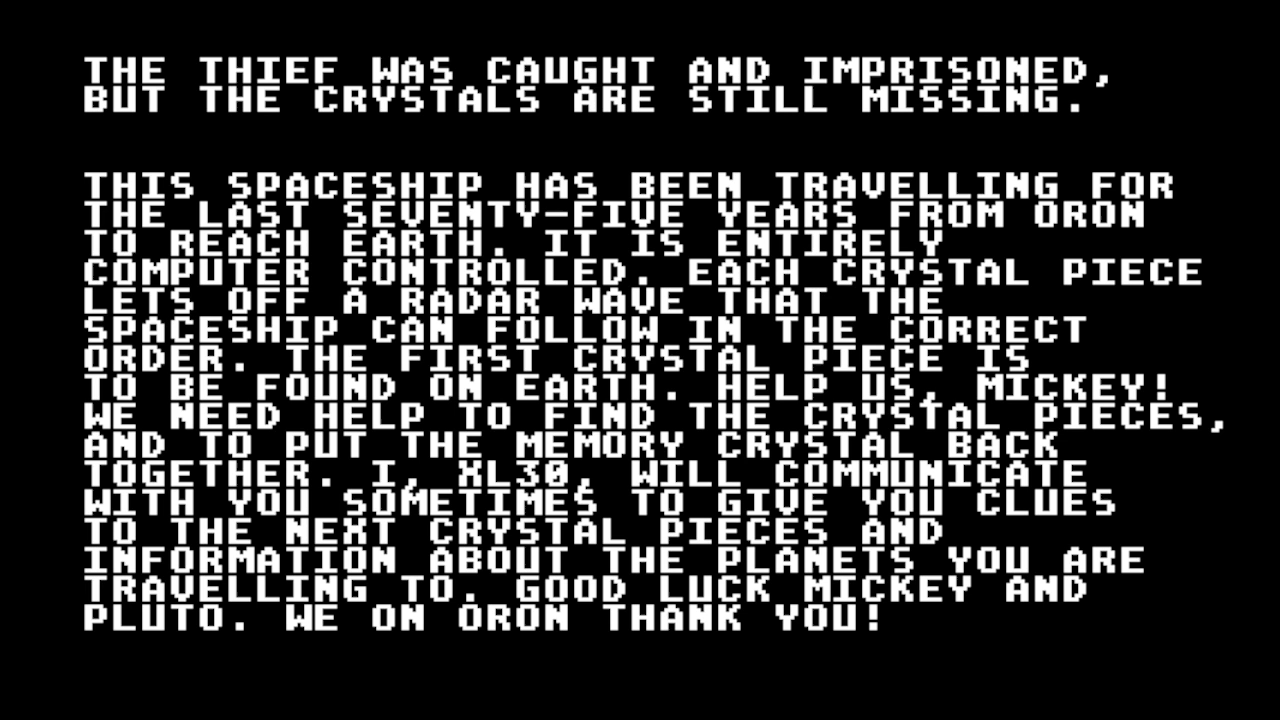 THE THIEF WAS CAUGHT AND IMPRISONED,
BUT THE CRYSTALS ARE STILL MISSING.
THIS SPACESHIP HAS BEEN TRAVELLING FOR
THE LAST SEVENTY-FIVE YEARS FROM ORON
TO REACH EARTH. IT IS ENTIRELY
COMPUTER CONTROLLED. EACH CRYSTAL PIECE
LETS OFF A RADAR WAVE THAT THE
SPACESHIP CAN FOLLOW IN THE CORRECT
ORDER. THE FIRST CRYSTAL PIECE IS
TO BE FOUND ON EARTH. HELP US, MICKEY!
WE NEED HELP TO FIND THE CRYSTAL PIECES,
AND TO PUT THE MEMORY CRYSTAL BACK
TOGETHER. I, XL30, WILL COMMUNICATE
WITH YOU SOMETIMES TO GIVE YOU CLUES
TO THE NEXT CRYSTAL PIECES AND
INFORMATION ABOUT THE PLANETS YOU ARE
TRAVELLING TO. GOOD LUCK MICKEY AND
PLUTO. WE ON ORON THANK YOU!